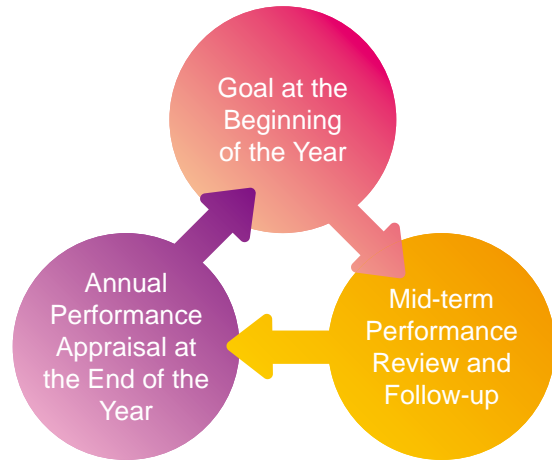 Goal at the
Beginning
of the Year
Mid-term
Performance
Review and
Follow-up
Annual
Performance
Appraisal at
the End of the
Year